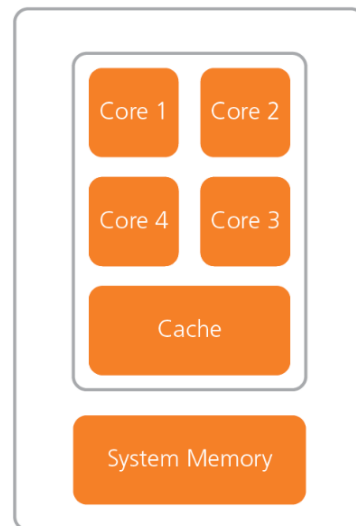 Core 1
Core 2
Core 4
Core 3
Cache
System Memory